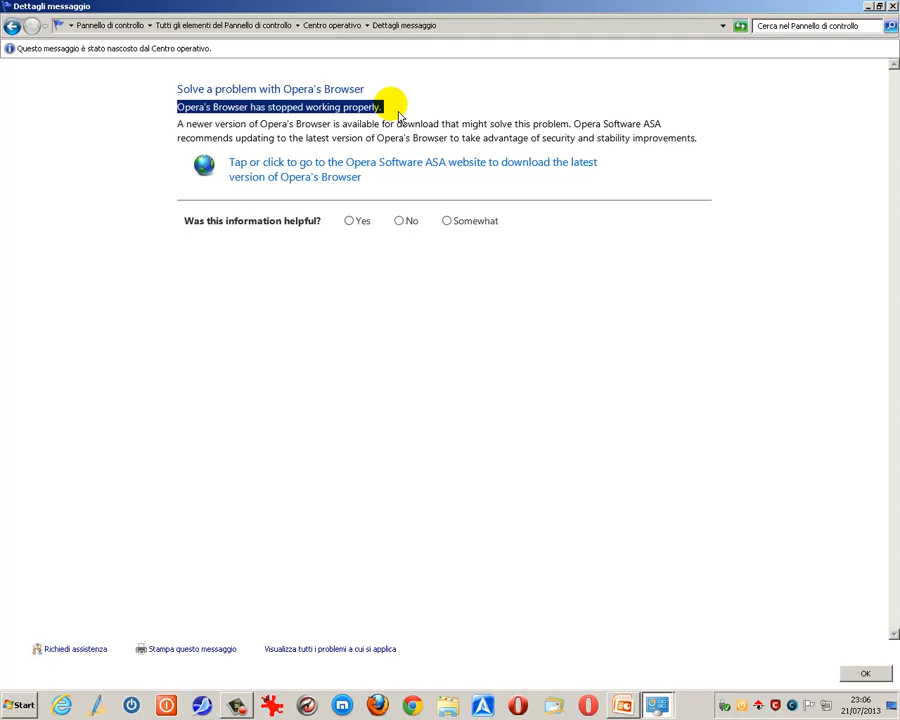 Dettagli messaggio
Pannello di controllo Tutti gli elementi del Pannello di controllo Centro operativo Dettagli messaggio
Cerca nel Pannello di controllo
Questo messaggio è stato nascosto dal Centro operativo.
Solve a problem with Opera's Browser
Opera's Browser has stopped working properly.
A newer version of Opera's Browser is available for download that might solve this problem. Opera Software ASA
recommends updating to the latest version of Opera's Browser to take advantage of security and stability improvements.
Tap or click to go to the Opera Software ASA website to download the latest
version of Opera's Browser
Was this information helpful? Yes No Somewhat
Richiedi assistenza Stampa questo messaggio Visualizza tutti i problemi a cui si applica
OK
Start
23:06
21/07/2013